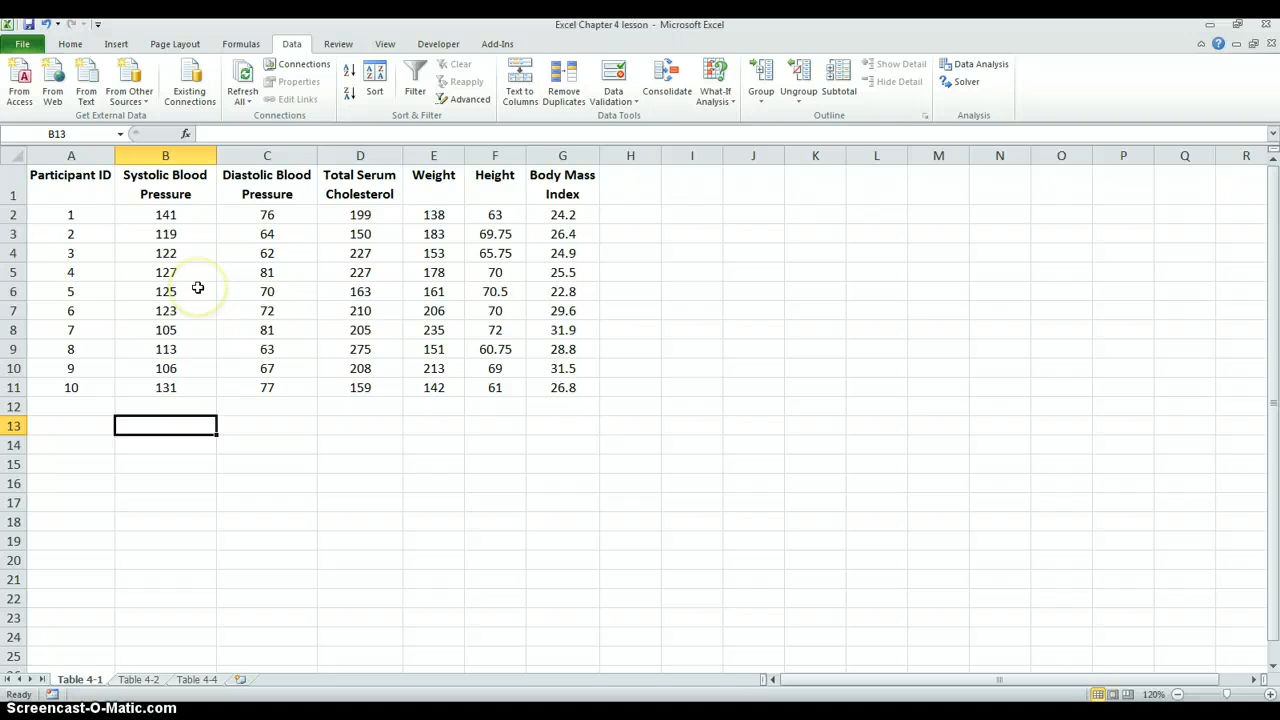 Excel Chapter 4 lesson - Microsoft Excel
File Home Insert Page Layout Formulas Data Review View Developer Add-Ins
From Access
From Web
From Text
From Other Sources
Existing Connections
Get External Data
Refresh All
Connections
Properties
Edit Links
Connections
Sort
Filter
Clear
Reapply
Advanced
Sort & Filter
Text to Columns
Remove Duplicates
Data Validation
Consolidate
What-If Analysis
Data Tools
Group
Ungroup
Subtotal
Show Detail
Hide Detail
Outline
Data Analysis
Solver
Analysis
B13 fx
A B C D E F G H I J K L M N O P Q R
Participant ID Systolic Blood Diastolic Blood Total Serum Weight Height Body Mass
1 Pressure Pressure Cholesterol Index
2 1 141 76 199 138 63 24.2
3 2 119 64 150 183 69.75 26.4
4 3 122 62 227 153 65.75 24.9
5 4 127 81 227 178 70 25.5
6 5 125 70 163 161 70.5 22.8
7 6 123 72 210 206 70 29.6
8 7 105 81 205 235 72 31.9
9 8 113 63 275 151 60.75 28.8
10 9 106 67 208 213 69 31.5
11 10 131 77 159 142 61 26.8
12
13
14
15
16
17
18
19
20
21
22
23
24
25
Table 4-1 Table 4-2 Table 4-4
Ready 120%
Screencast-O-Matic.com